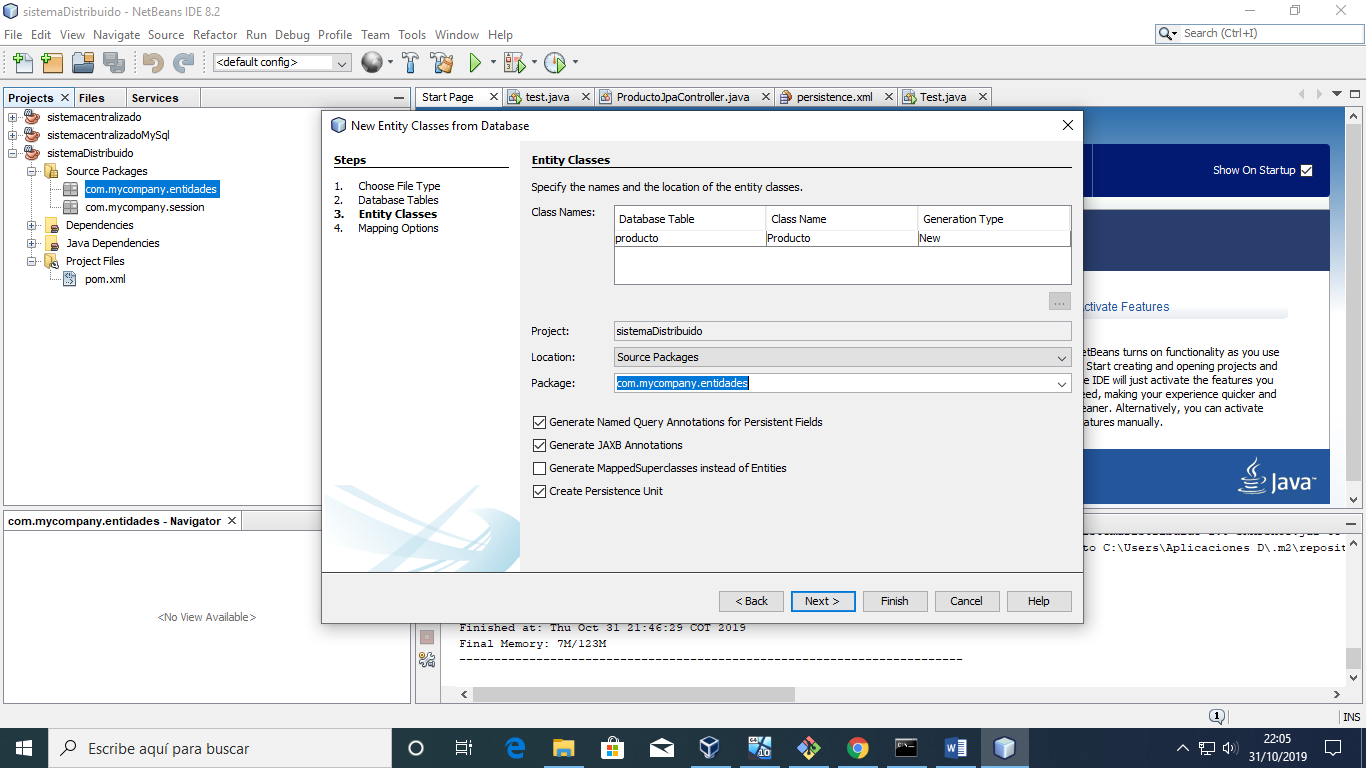 sistemaDistribuido - NetBeans IDE 8.2
File Edit View Navigate Source Refactor Run Debug Profile Team Tools Window Help
Search (Ctrl+I)
<default config>
Projects Files Services
Start Page test.java ProductoJpaController.java persistence.xml Test.java
sistemacentralizado
sistemacentralizadoMySql
sistemaDistribuido
Source Packages
com.mycompany.entidades
com.mycompany.session
Dependencies
Java Dependencies
Project Files
pom.xml
com.mycompany.entidades - Navigator
<No View Available>
New Entity Classes from Database
Steps
1. Choose File Type
2. Database Tables
3. Entity Classes
4. Mapping Options
Entity Classes
Specify the names and the location of the entity classes.
Class Names:
Database Table Class Name Generation Type
producto Producto New
...
Project: sistemaDistribuido
Location: Source Packages
Package: com.mycompany.entidades
Generate Named Query Annotations for Persistent Fields
Generate JAXB Annotations
Generate MappedSuperclasses instead of Entities
Create Persistence Unit
< Back Next > Finish Cancel Help
Show On Startup
ctivate Features
etBeans turns on functionality as you use
Start creating and opening projects and
e IDE will just activate the features you
eed, making your experience quicker and
eaner. Alternatively, you can activate
atures manually.
Java
to C:\Users\Aplicaciones D\.m2\reposit
Finished at: Thu Oct 31 21:46:29 COT 2019
Final Memory: 7M/123M
------------------------------------------------------------------------
1 INS
Escribe aquí para buscar
22:05
31/10/2019